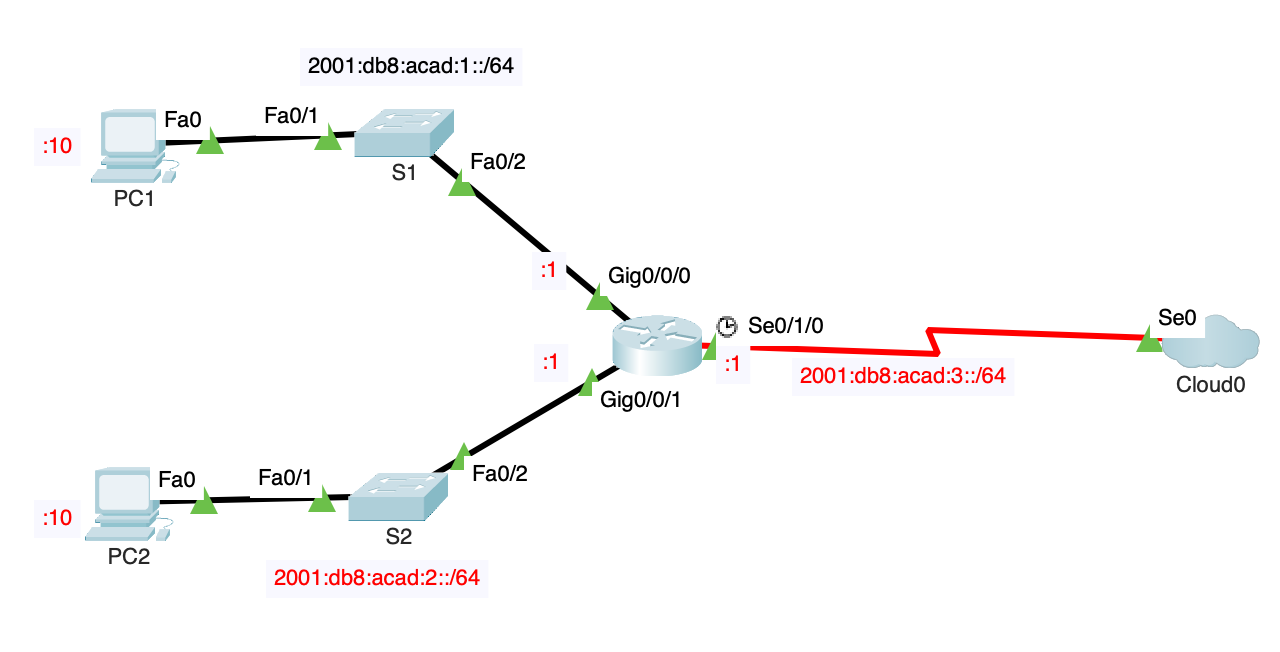 2001:db8:acad:1::/64
Fa0
Fa0/1
:10
S1
Fa0/2
PC1
:1
Gig0/0/0
Se0/1/0
Se0
:1
:1
2001:db8:acad:3::/64
Cloud0
Gig0/0/1
Fa0
Fa0/1
Fa0/2
:10
S2
PC2
2001:db8:acad:2::/64